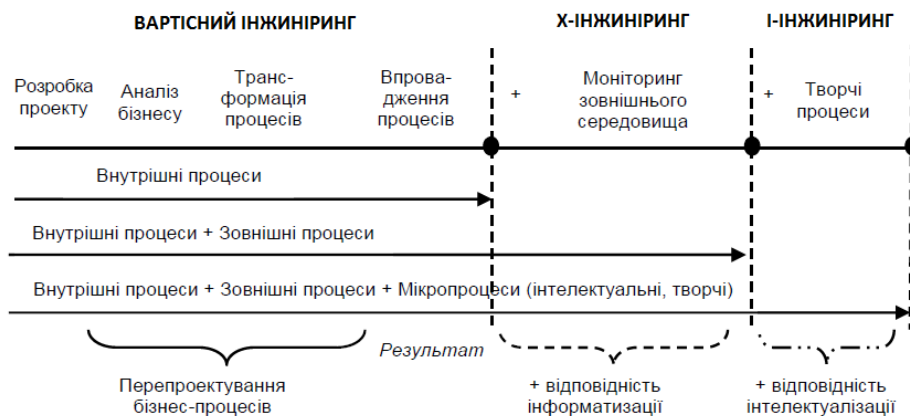 ВАРТІСНИЙ ІНЖИНІРИНГ
Х-ІНЖИНІРИНГ
І-ІНЖИНІРИНГ
Розробка
проекту
Аналіз
бізнесу
Транс-
формація
процесів
Впрова-
дження
процесів
+
Моніторинг
зовнішнього
середовища
+
Творчі
процеси
Внутрішні процеси
Внутрішні процеси + Зовнішні процеси
Внутрішні процеси + Зовнішні процеси + Мікропроцеси (інтелектуальні, творчі)
Результат
Перепроектування
бізнес-процесів
+ відповідність
інформатизації
+ відповідність
інтелектуалізації